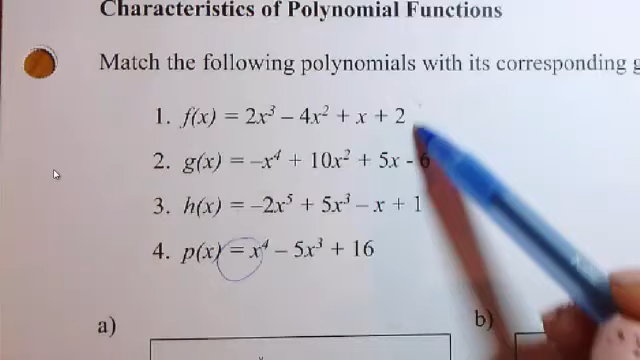 Characteristics of Polynomial Functions
Match the following polynomials with its corresponding g
1. f(x) = 2x³ – 4x² + x + 2
2. g(x) = –x⁴ + 10x² + 5x - 6
3. h(x) = –2x⁵ + 5x³ – x + 1
4. p(x) = x⁴ – 5x³ + 16
a)
b)